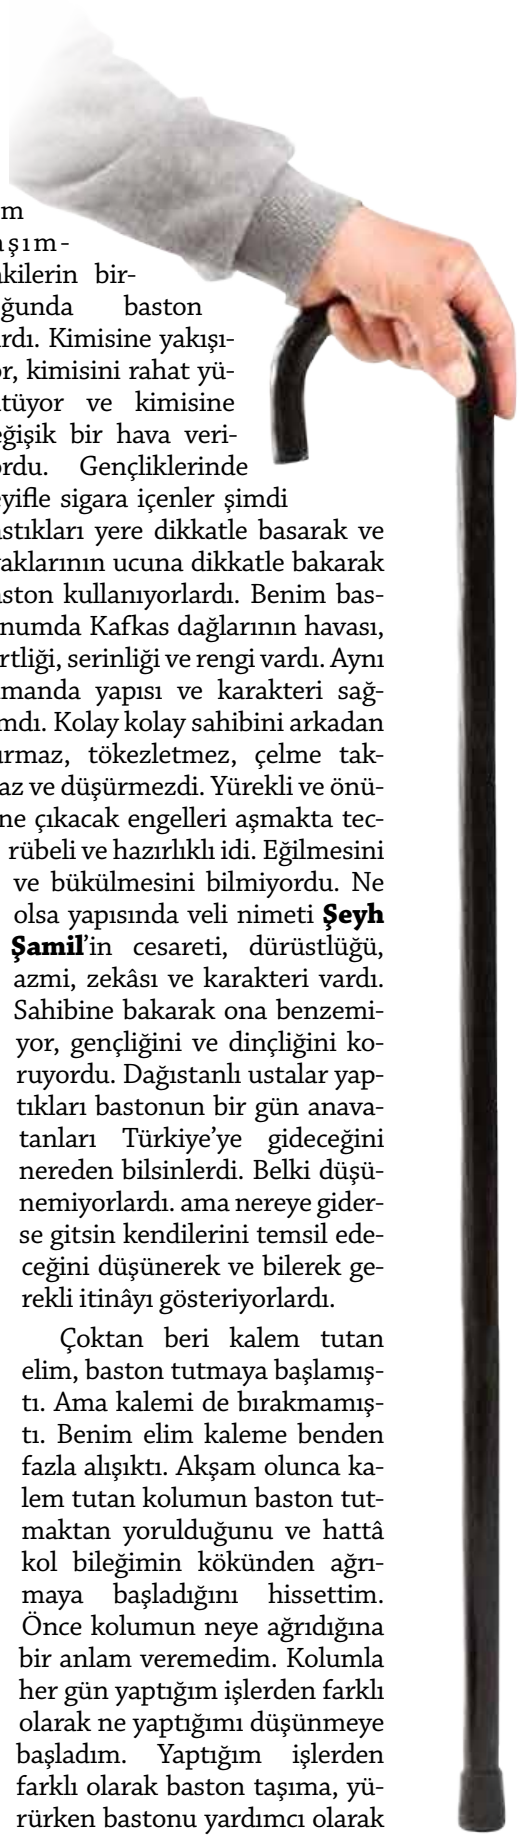 m
aşım-
akilerin bir-
ğunda baston
ardı. Kimisine yakışı-
or, kimisini rahat yü-
tüyor ve kimisine
eğişik bir hava veri-
ordu. Gençliklerinde
eyifle sigara içenler şimdi
astıkları yere dikkatle basarak ve
yaklarının ucuna dikkatle bakarak
aston kullanıyorlardı. Benim bas-
numda Kafkas dağlarının havası,
ertliği, serinliği ve rengi vardı. Aynı
amanda yapısı ve karakteri sağ-
mdı. Kolay kolay sahibini arkadan
urmaz, tökezletmez, çelme tak-
az ve düşürmezdi. Yürekli ve önü-
ne çıkacak engelleri aşmakta tec-
rübeli ve hazırlıklı idi. Eğilmesini
ve bükülmesini bilmiyordu. Ne
olsa yapısında veli nimeti Şeyh
Şamil'in cesareti, dürüstlüğü,
azmi, zekâsı ve karakteri vardı.
Sahibine bakarak ona benzemi-
yor, gençliğini ve dinçliğini ko-
ruyordu. Dağıstanlı ustalar yap-
tıkları bastonun bir gün anava-
tanları Türkiye'ye gideceğini
nereden bilsinlerdi. Belki düşü-
nemiyorlardı. ama nereye gider-
se gitsin kendilerini temsil ede-
ceğini düşünerek ve bilerek ge-
rekli itinâyı gösteriyorlardı.
Çoktan beri kalem tutan
elim, baston tutmaya başlamış-
tı. Ama kalemi de bırakmamış-
tı. Benim elim kaleme benden
fazla alışıktı. Akşam olunca ka-
lem tutan kolumun baston tut-
maktan yorulduğunu ve hattâ
kol bileğimin kökünden ağrı-
maya başladığını hissettim.
Önce kolumun neye ağrıdığına
bir anlam veremedim. Kolumla
her gün yaptığım işlerden farklı
olarak ne yaptığımı düşünmeye
başladım. Yaptığım işlerden
farklı olarak baston taşıma, yü-
rürken bastonu yardımcı olarak